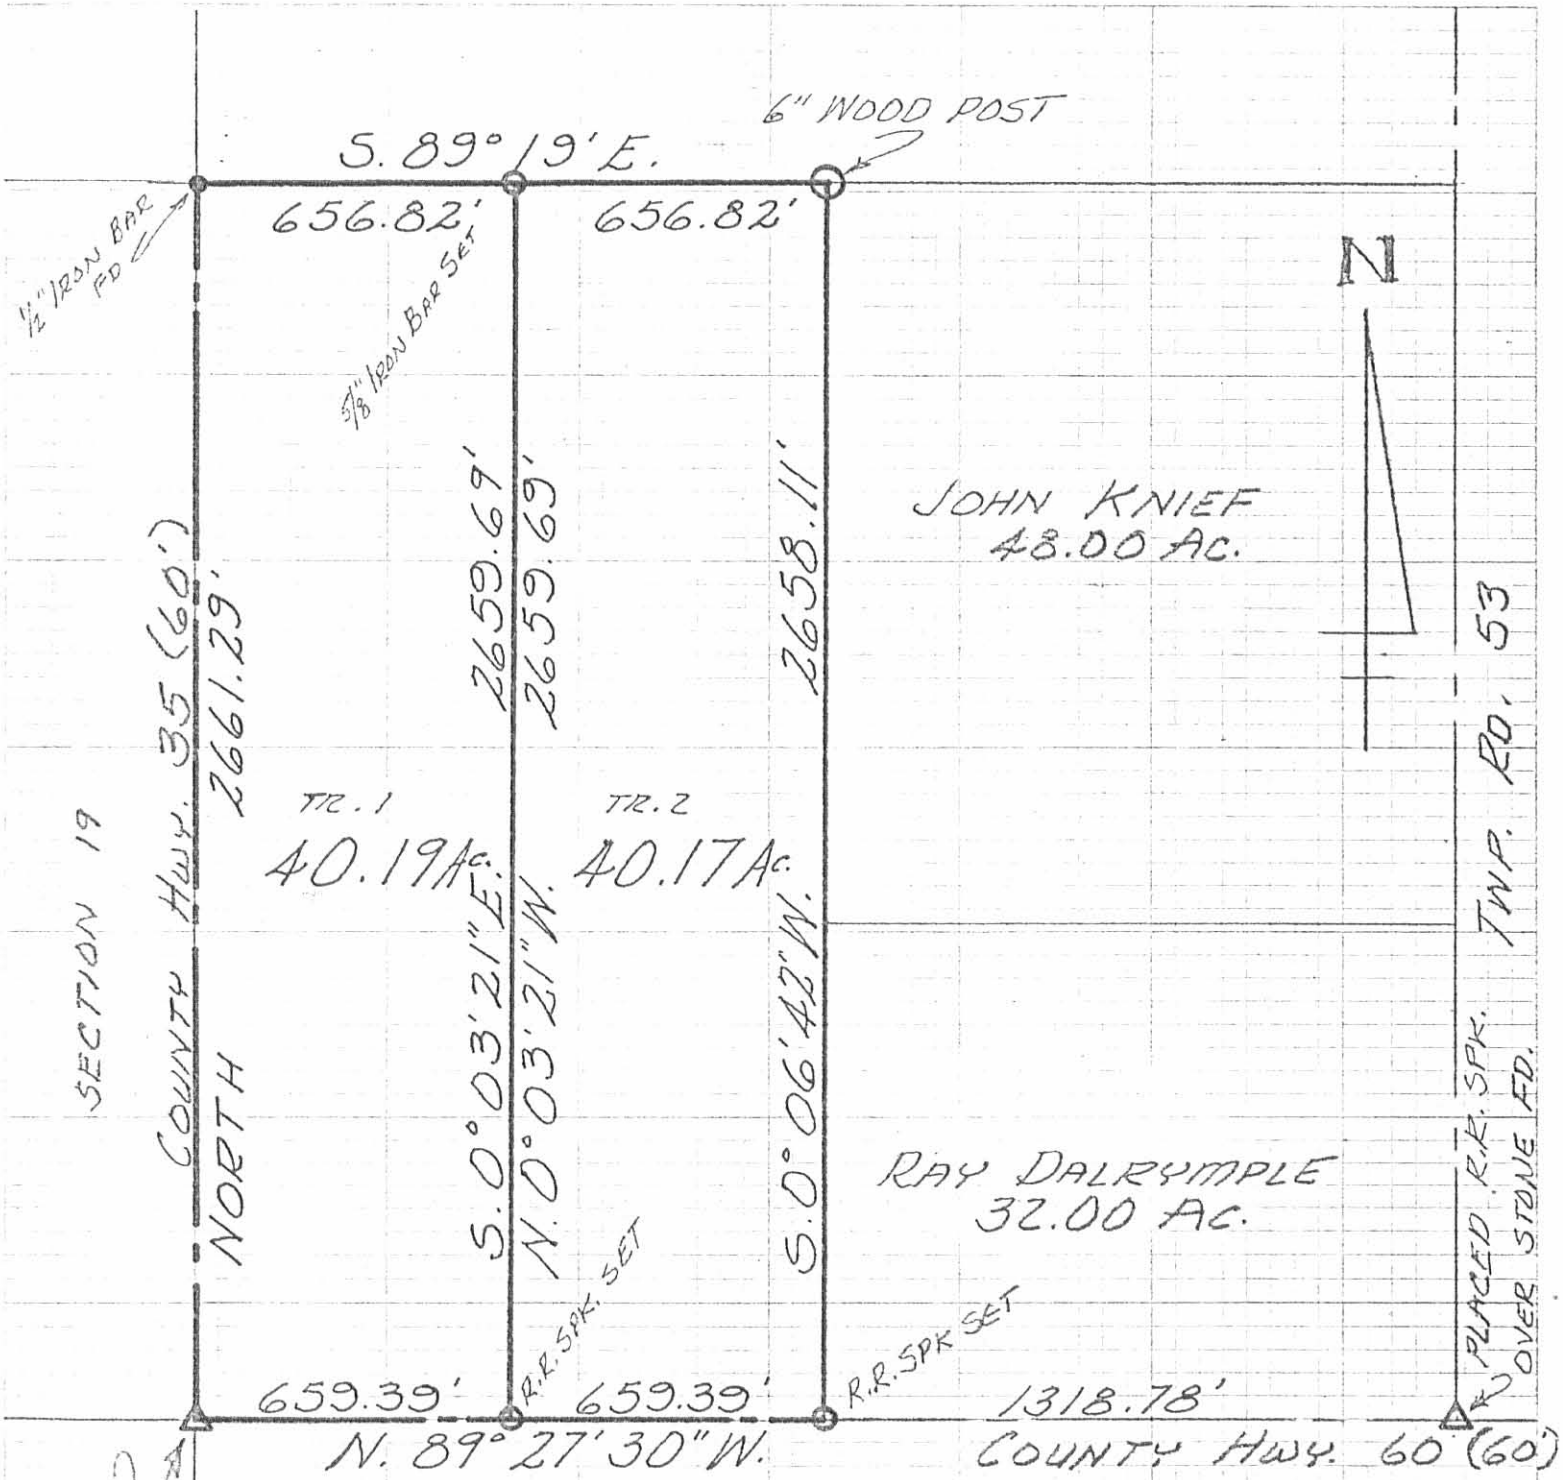 6" WOOD POST
S. 89° 19' E.
656.82'
656.82'
1/2" IRON BAR
FD
5/8" IRON BAR SET
N
COUNTY HWY. 35 (60')
2661.29'
NORTH
SECTION 19
2659.69'
2659.69'
2658.11'
JOHN KNIEF
48.00 AC.
TWP. RD. 53
TR. 1
40.19 Ac.
TR. 2
40.17 Ac.
S. 0° 03' 21" E.
N. 0° 03' 21" W.
S. 0° 06' 42" W.
RAY DALRYMPLE
32.00 AC.
PLACED R.R. SPK.
OVER STONE FD.
R.R. SPK. SET
R.R. SPK SET
659.39'
659.39'
1318.78'
N. 89° 27' 30" W.
COUNTY HWY. 60 (60')